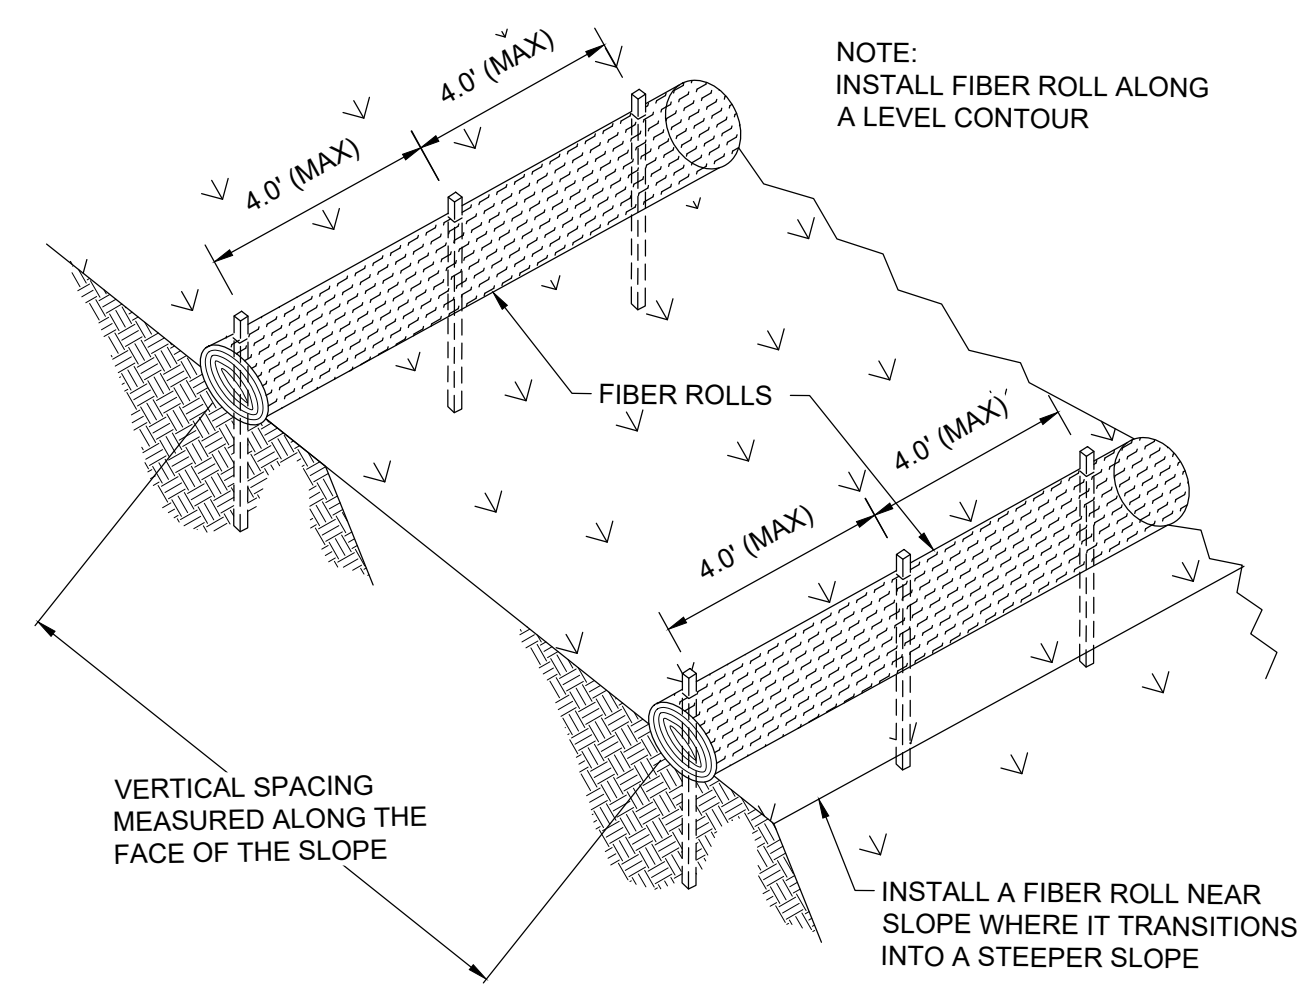 4.0' (MAX)
4.0' (MAX)
NOTE:
INSTALL FIBER ROLL ALONG
A LEVEL CONTOUR
FIBER ROLLS
4.0' (MAX)
4.0' (MAX)
VERTICAL SPACING
MEASURED ALONG THE
FACE OF THE SLOPE
INSTALL A FIBER ROLL NEAR
SLOPE WHERE IT TRANSITIONS
INTO A STEEPER SLOPE